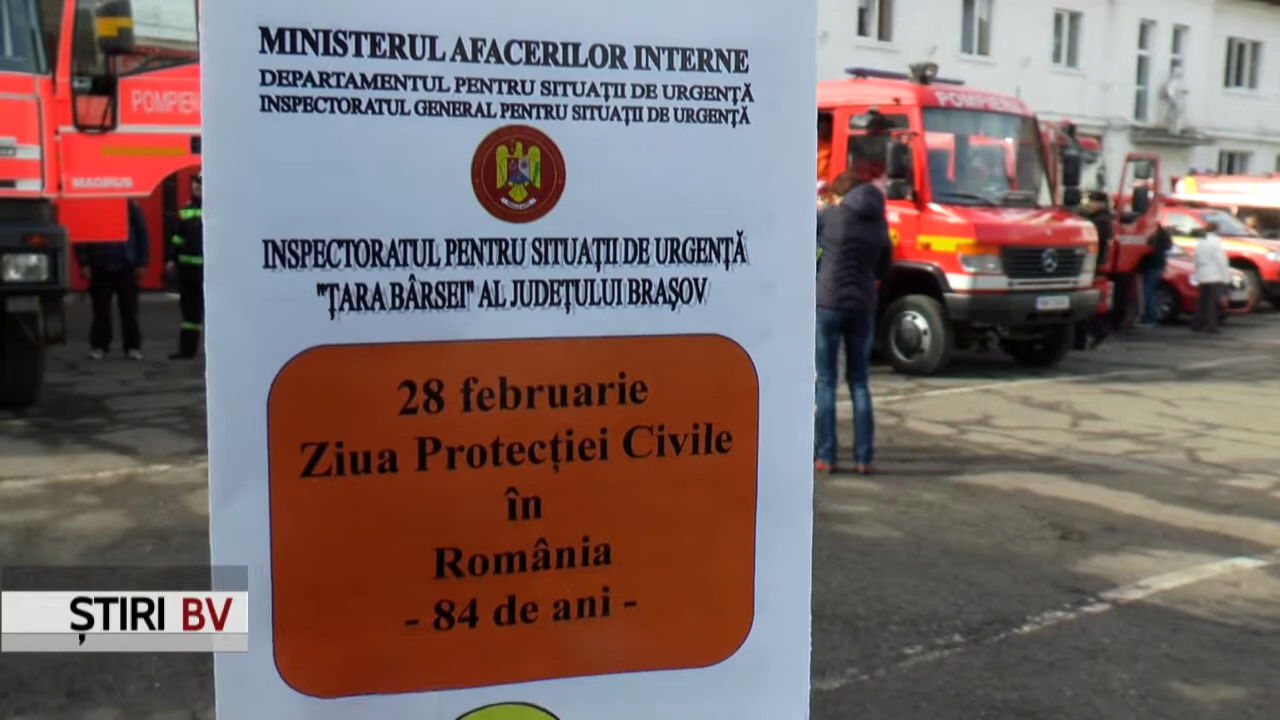 MINISTERUL AFACERILOR INTERNE
DEPARTAMENTUL PENTRU SITUAȚII DE URGENȚĂ
INSPECTORATUL GENERAL PENTRU SITUAȚII DE URGENȚĂ
INSPECTORATUL PENTRU SITUAȚII DE URGENȚĂ
"ȚARA BÂRSEI" AL JUDEȚULUI BRAȘOV
28 februarie
Ziua Protecției Civile
în
România
- 84 de ani -
POMPIERI
MAGIRUS
POMPIERII
ȘTIRI BV